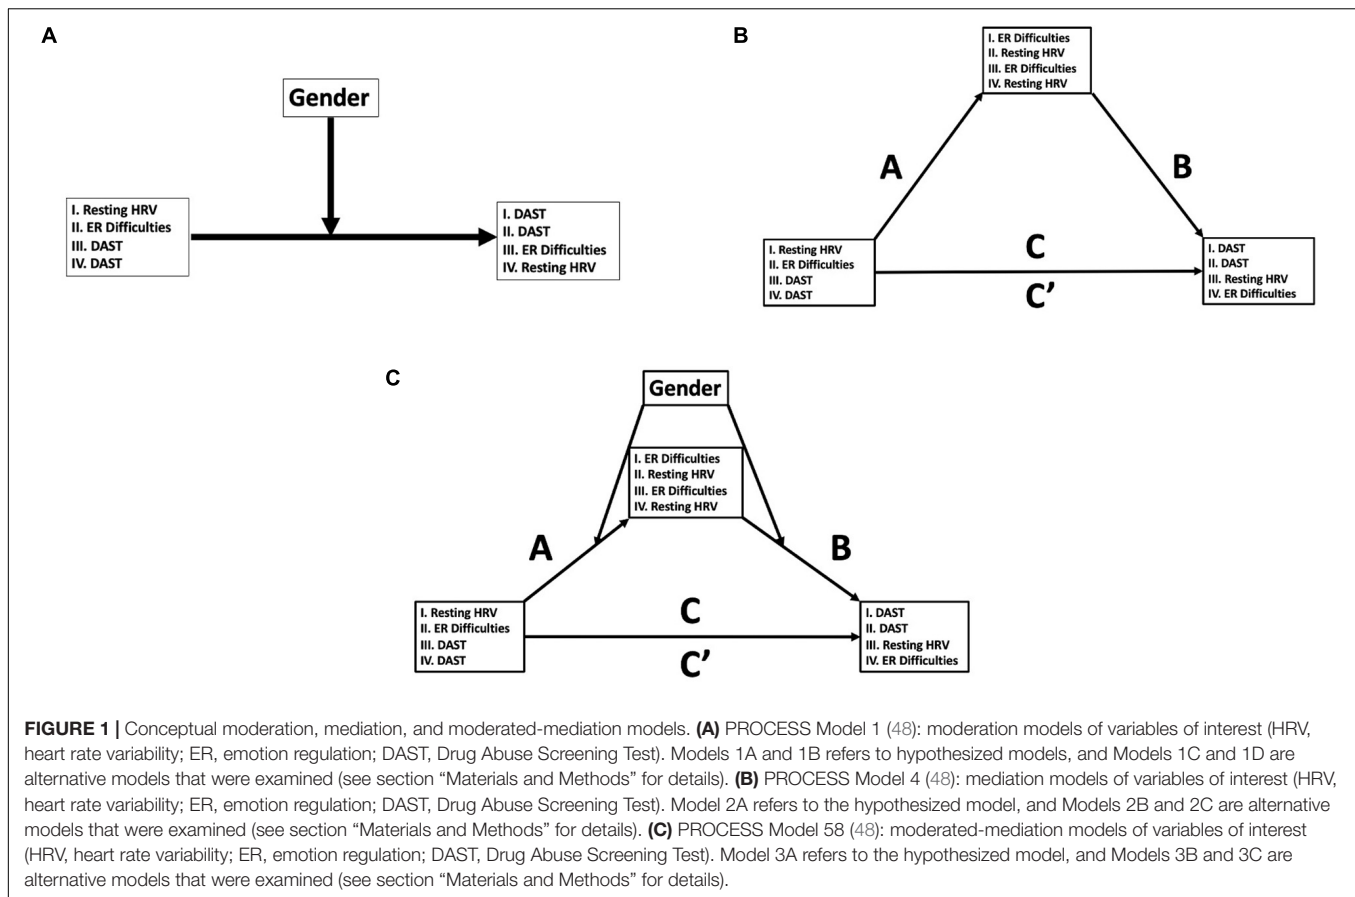 A
Gender
I. Resting HRV
II. ER Difficulties
III. DAST
IV. DAST
I. DAST
II. DAST
III. ER Difficulties
IV. Resting HRV
B
I. ER Difficulties
II. Resting HRV
III. ER Difficulties
IV. Resting HRV
A
B
I. Resting HRV
II. ER Difficulties
III. DAST
IV. DAST
C
C’
I. DAST
II. DAST
III. Resting HRV
IV. ER Difficulties
C
Gender
I. ER Difficulties
II. Resting HRV
III. ER Difficulties
IV. Resting HRV
A
B
I. Resting HRV
II. ER Difficulties
III. DAST
IV. DAST
C
C’
I. DAST
II. DAST
III. Resting HRV
IV. ER Difficulties
FIGURE 1 | Conceptual moderation, mediation, and moderated-mediation models. (A) PROCESS Model 1 (48): moderation models of variables of interest (HRV,
heart rate variability; ER, emotion regulation; DAST, Drug Abuse Screening Test). Models 1A and 1B refers to hypothesized models, and Models 1C and 1D are
alternative models that were examined (see section “Materials and Methods” for details). (B) PROCESS Model 4 (48): mediation models of variables of interest (HRV,
heart rate variability; ER, emotion regulation; DAST, Drug Abuse Screening Test). Model 2A refers to the hypothesized model, and Models 2B and 2C are alternative
models that were examined (see section “Materials and Methods” for details). (C) PROCESS Model 58 (48): moderated-mediation models of variables of interest
(HRV, heart rate variability; ER, emotion regulation; DAST, Drug Abuse Screening Test). Model 3A refers to the hypothesized model, and Models 3B and 3C are
alternative models that were examined (see section “Materials and Methods” for details).